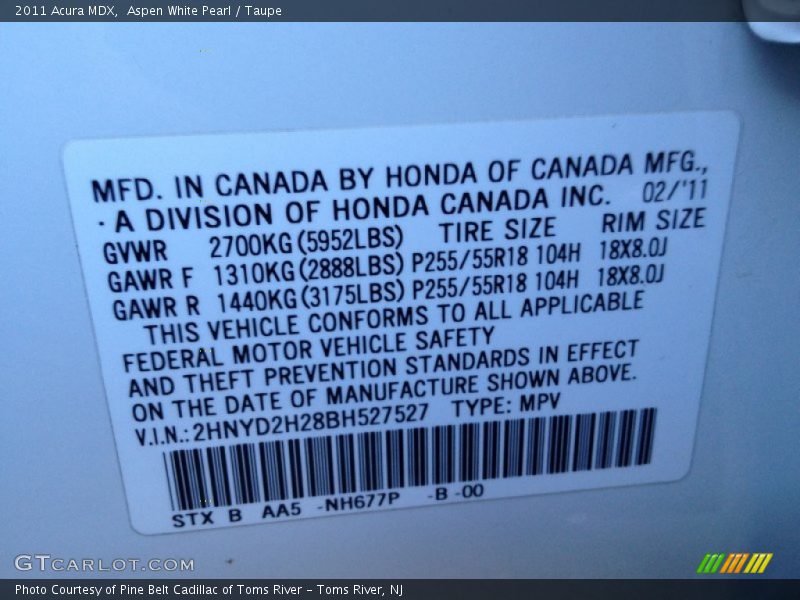 2011 Acura MDX, Aspen White Pearl / Taupe
MFD. IN CANADA BY HONDA OF CANADA MFG.,
· A DIVISION OF HONDA CANADA INC. 02/'11
GVWR 2700KG(5952LBS) TIRE SIZE RIM SIZE
GAWR F 1310KG(2888LBS) P255/55R18 104H 18X8.0J
GAWR R 1440KG(3175LBS) P255/55R18 104H 18X8.0J
THIS VEHICLE CONFORMS TO ALL APPLICABLE
FEDERAL MOTOR VEHICLE SAFETY
AND THEFT PREVENTION STANDARDS IN EFFECT
ON THE DATE OF MANUFACTURE SHOWN ABOVE.
V.I.N.:2HNYD2H28BH527527 TYPE: MPV
STX B AA5 -NH677P -B -00
GTCARLOT.COM
Photo Courtesy of Pine Belt Cadillac of Toms River – Toms River, NJ